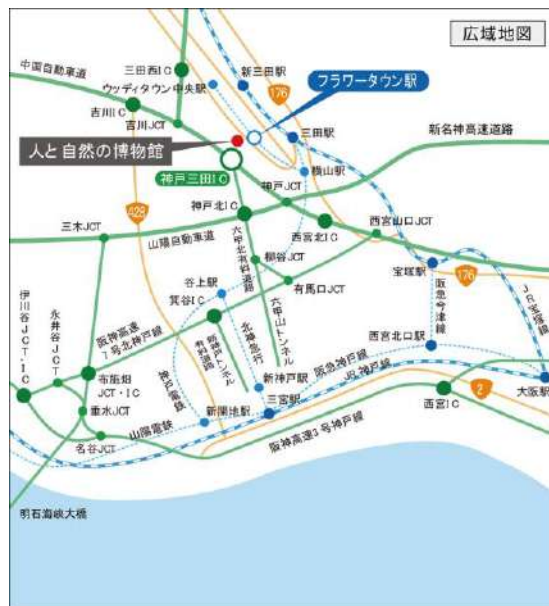 広域地図
中国自動車道
三田西IC
新三田駅
ウッディタウン中央駅
176
フラワータウン駅
吉川IC
吉川JCT
三田駅
新名神高速道路
人と自然の博物館
横山駅
神戸三田IC
神戸JCT
428
神戸北IC
西宮山口JCT
三木JCT
山陽自動車道
西宮北IC
六甲北有料道路
柳谷JCT
宝塚駅
176
谷上駅
有馬口JCT
箕谷IC
六甲山トンネル
阪急今津線
JR宝塚線
伊川谷JCT・IC
永井谷JCT
阪神高速
7号北神戸線
新神戸トンネル
有料道路
北神急行
西宮北口駅
布施畑
JCT・IC
神戸電鉄
新神戸駅
阪急神戸線
JR神戸線
2
大阪駅
垂水JCT
新開地駅
三宮駅
西宮IC
名谷JCT
山陽電鉄
阪神高速3号神戸線
明石海峡大橋